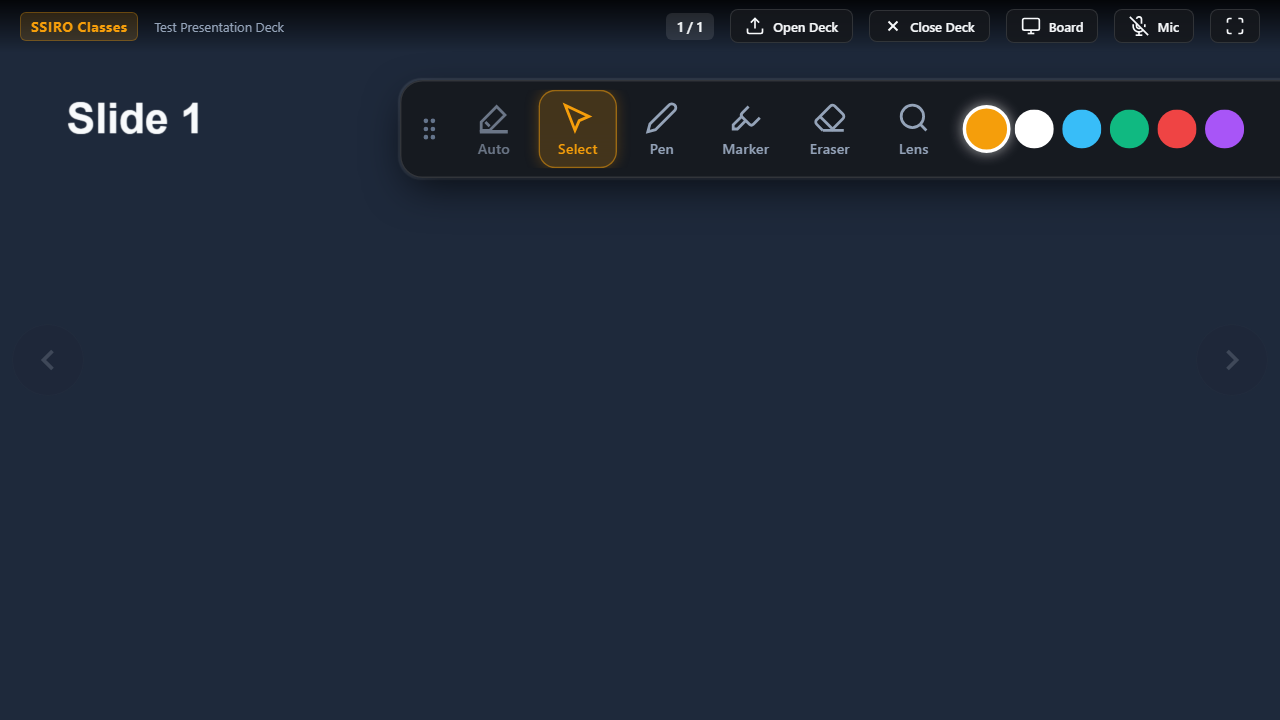 SSIRO Classes
Test Presentation Deck
1 / 1
Open Deck
Close Deck
Board
Mic
Slide 1
Auto
Select
Pen
Marker
Eraser
Lens